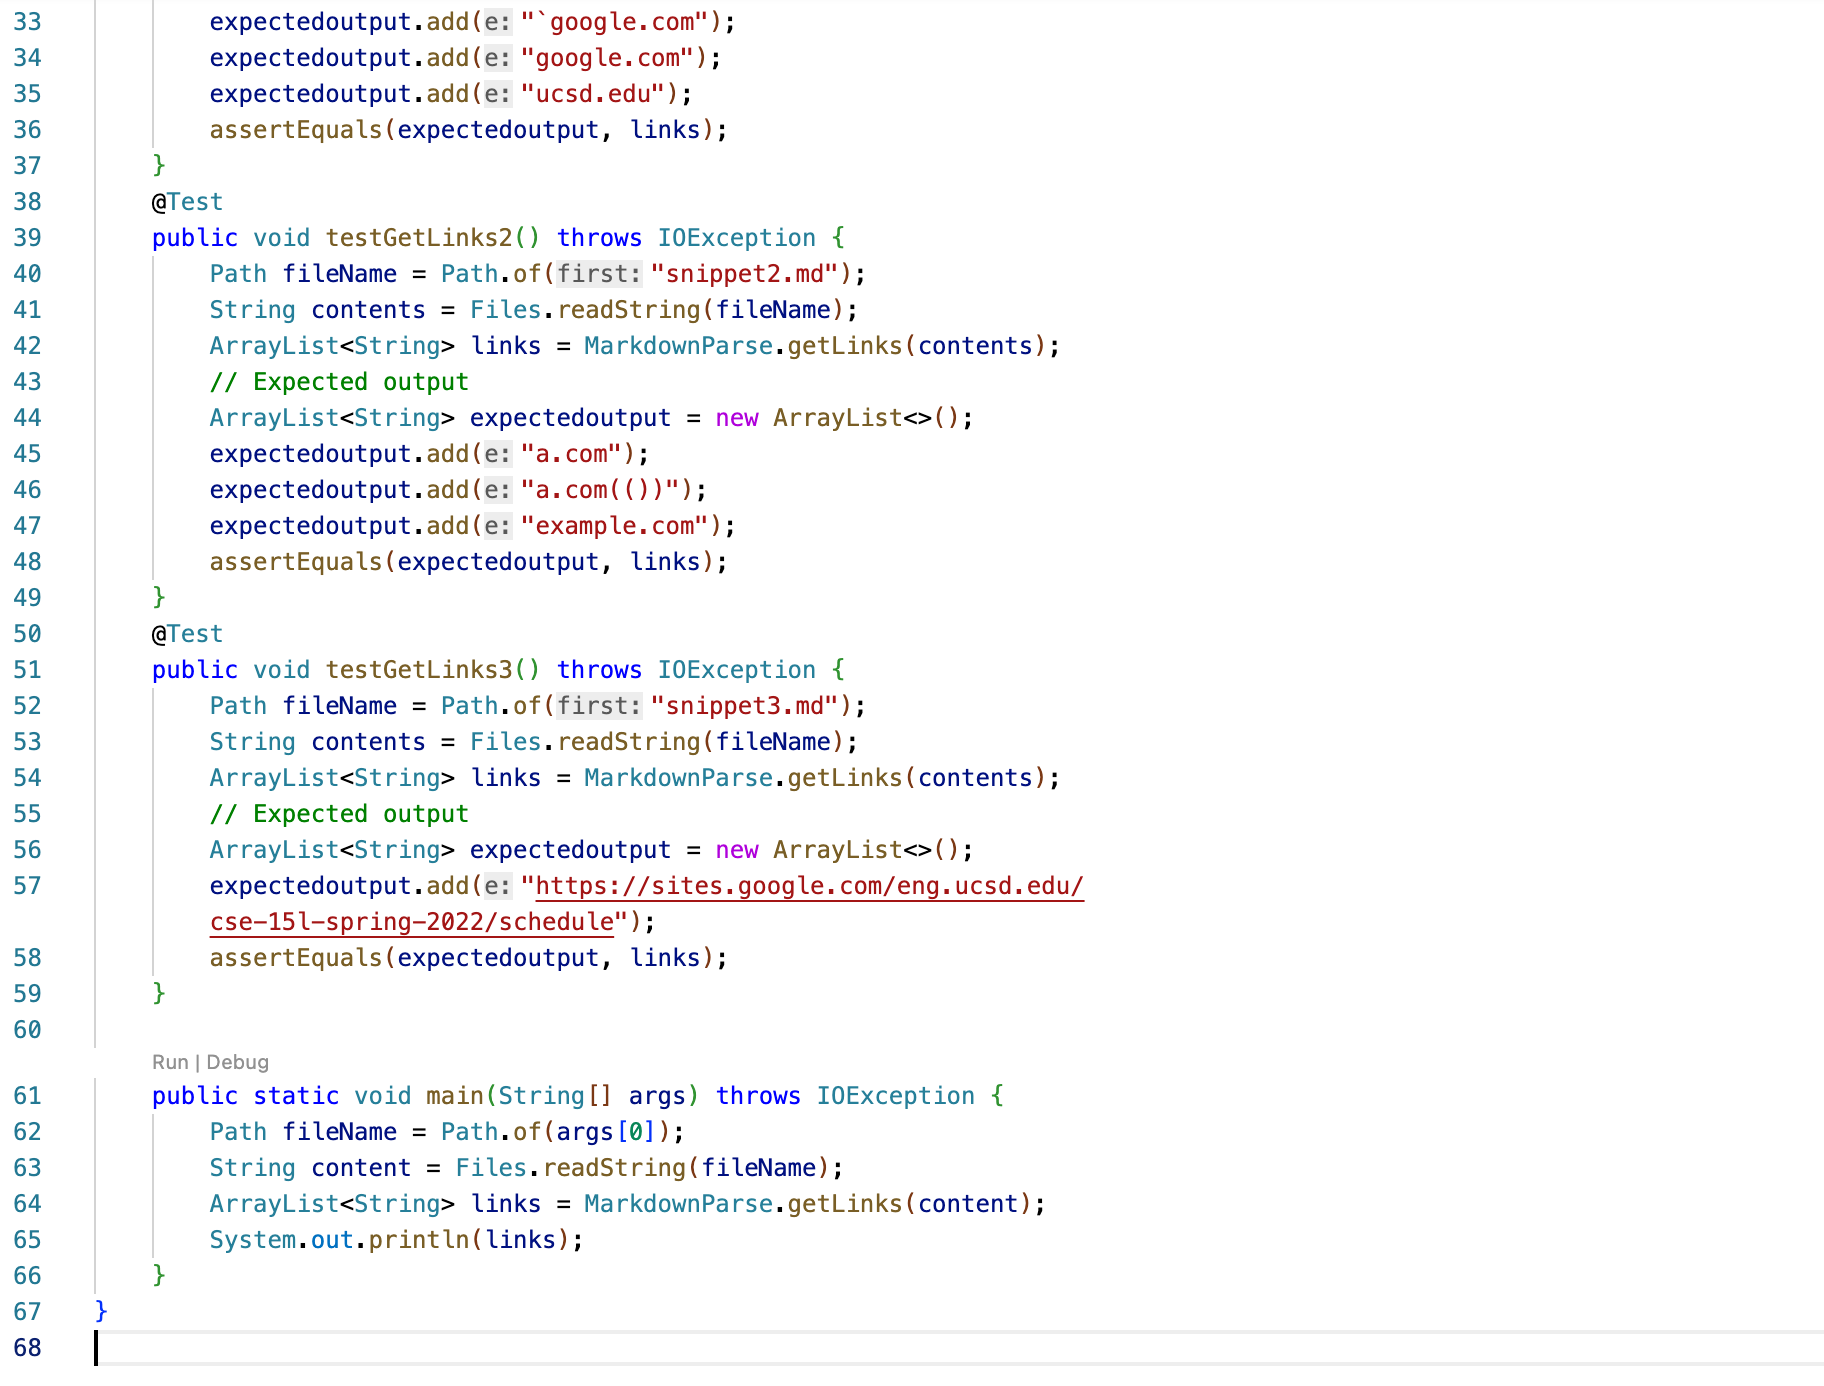 33 expectedoutput.add(e: "`google.com");
34 expectedoutput.add(e: "google.com");
35 expectedoutput.add(e: "ucsd.edu");
36 assertEquals(expectedoutput, links);
37 }
38 @Test
39 public void testGetLinks2() throws IOException {
40 Path fileName = Path.of(first: "snippet2.md");
41 String contents = Files.readString(fileName);
42 ArrayList<String> links = MarkdownParse.getLinks(contents);
43 // Expected output
44 ArrayList<String> expectedoutput = new ArrayList<>();
45 expectedoutput.add(e: "a.com");
46 expectedoutput.add(e: "a.com(())");
47 expectedoutput.add(e: "example.com");
48 assertEquals(expectedoutput, links);
49 }
50 @Test
51 public void testGetLinks3() throws IOException {
52 Path fileName = Path.of(first: "snippet3.md");
53 String contents = Files.readString(fileName);
54 ArrayList<String> links = MarkdownParse.getLinks(contents);
55 // Expected output
56 ArrayList<String> expectedoutput = new ArrayList<>();
57 expectedoutput.add(e: "https://sites.google.com/eng.ucsd.edu/
cse-15l-spring-2022/schedule");
58 assertEquals(expectedoutput, links);
59 }
60
Run | Debug
61 public static void main(String[] args) throws IOException {
62 Path fileName = Path.of(args[0]);
63 String content = Files.readString(fileName);
64 ArrayList<String> links = MarkdownParse.getLinks(content);
65 System.out.println(links);
66 }
67 }
68